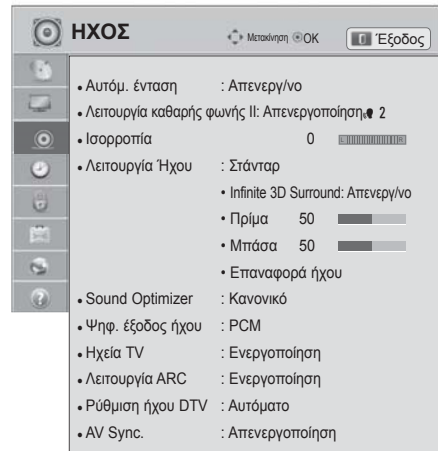 ΗΧΟΣ Μετακίνηση OK Έξοδος
• Αυτόμ. ένταση : Απενεργ/νο
• Λειτουργία καθαρής φωνής II: Απενεργοποίηση 2
• Ισορροπία 0 L R
• Λειτουργία Ήχου : Στάνταρ
• Infinite 3D Surround: Απενεργ/νο
• Πρίμα 50
• Μπάσα 50
• Επαναφορά ήχου
• Sound Optimizer : Κανονικό
• Ψηφ. έξοδος ήχου : PCM
• Ηχεία TV : Ενεργοποίηση
• Λειτουργία ARC : Ενεργοποίηση
• Ρύθμιση ήχου DTV : Αυτόματο
• AV Sync. : Απενεργοποίηση